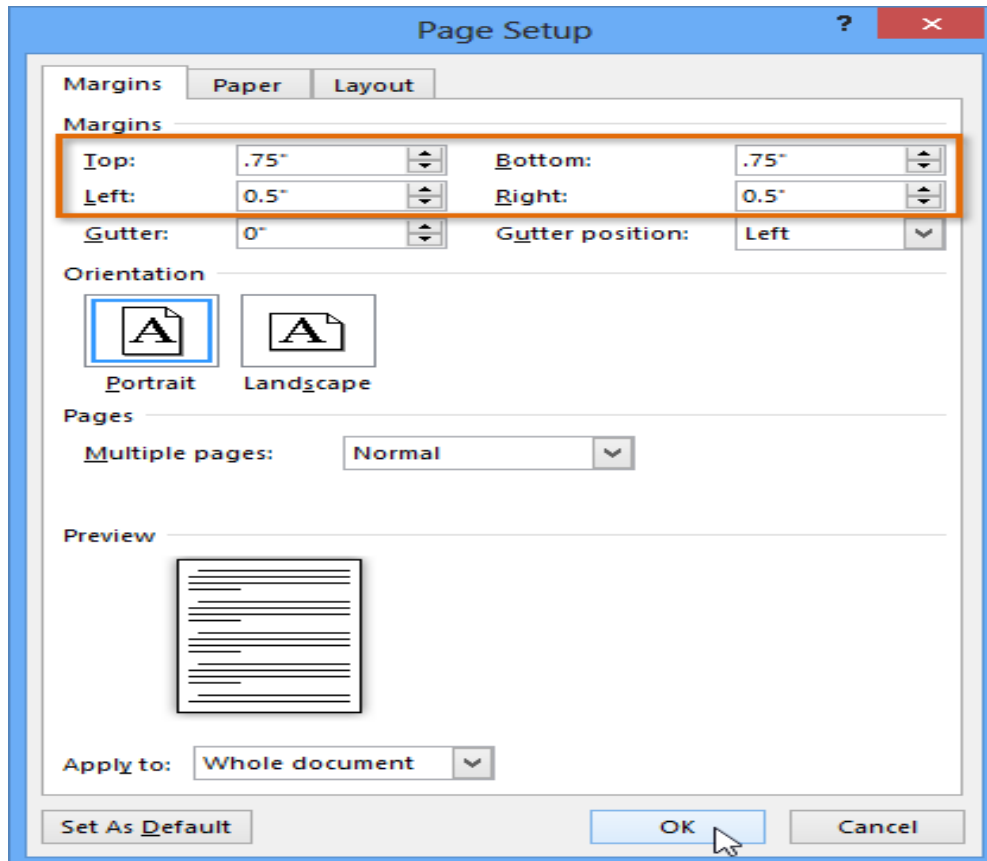 Page Setup ?
Margins Paper Layout
Margins
Top: .75" Bottom: .75"
Left: 0.5" Right: 0.5"
Gutter: 0" Gutter position: Left
Orientation
A A
Portrait Landscape
Pages
Multiple pages: Normal
Preview
Apply to: Whole document
Set As Default OK Cancel